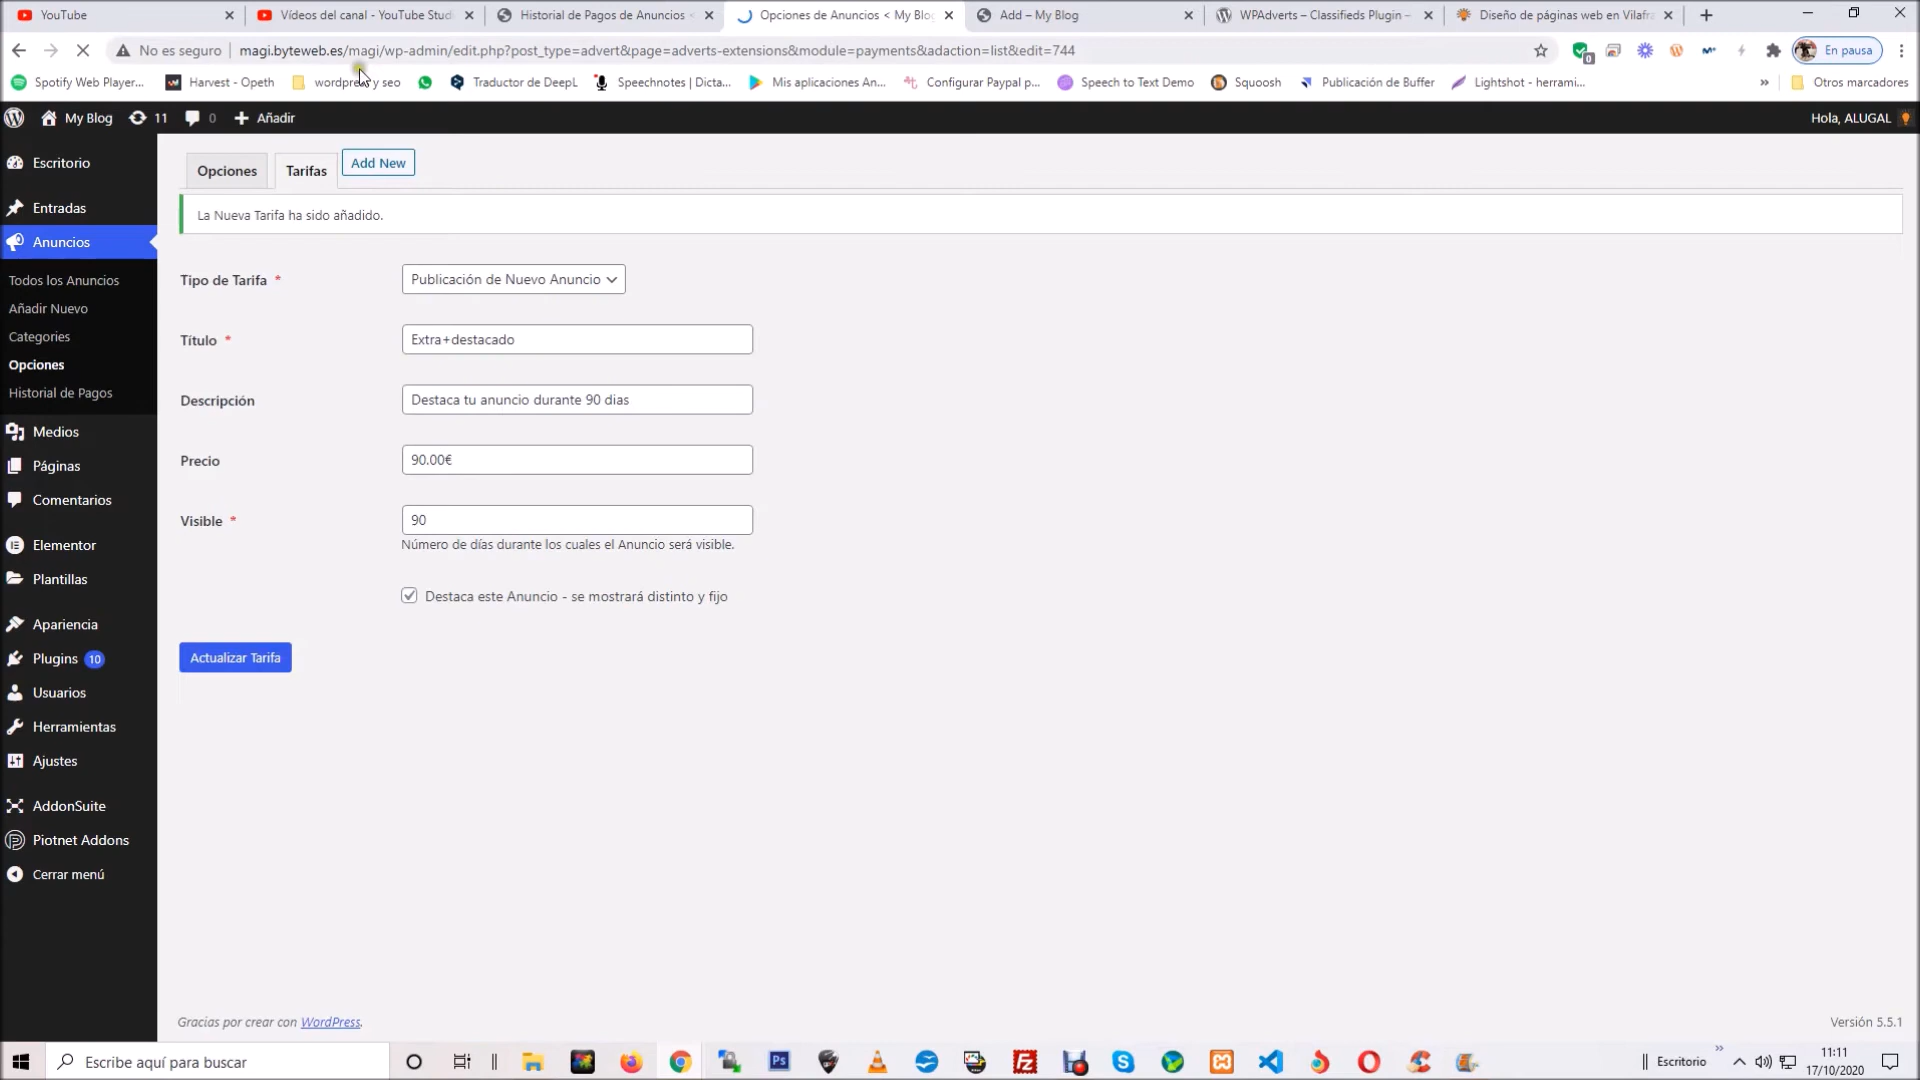 YouTube
Vídeos del canal - YouTube Stud
Historial de Pagos de Anuncios <
Opciones de Anuncios < My Blog
Add – My Blog
WPAdverts – Classifieds Plugin –
Diseño de páginas web en Vilafra
No es seguro
magi.byteweb.es/magi/wp-admin/edit.php?post_type=advert&page=adverts-extensions&module=payments&adaction=list&edit=744
En pausa
Spotify Web Player...
Harvest - Opeth
wordpress y seo
Traductor de DeepL
Speechnotes | Dicta...
Mis aplicaciones An...
Configurar Paypal p...
Speech to Text Demo
Squoosh
Publicación de Buffer
Lightshot - herrami...
»
Otros marcadores
My Blog
11
0
Añadir
Hola, ALUGAL
Escritorio
Entradas
Anuncios
Todos los Anuncios
Añadir Nuevo
Categories
Opciones
Historial de Pagos
Medios
Páginas
Comentarios
Elementor
Plantillas
Apariencia
Plugins 10
Usuarios
Herramientas
Ajustes
AddonSuite
Piotnet Addons
Cerrar menú
Opciones
Tarifas
Add New
La Nueva Tarifa ha sido añadido.
Tipo de Tarifa *
Publicación de Nuevo Anuncio
Título *
Extra+destacado
Descripción
Destaca tu anuncio durante 90 dias
Precio
90.00€
Visible *
90
Número de días durante los cuales el Anuncio será visible.
Destaca este Anuncio - se mostrará distinto y fijo
Actualizar Tarifa
Gracias por crear con WordPress.
Versión 5.5.1
Escribe aquí para buscar
Ps
Escritorio
»
11:11
17/10/2020